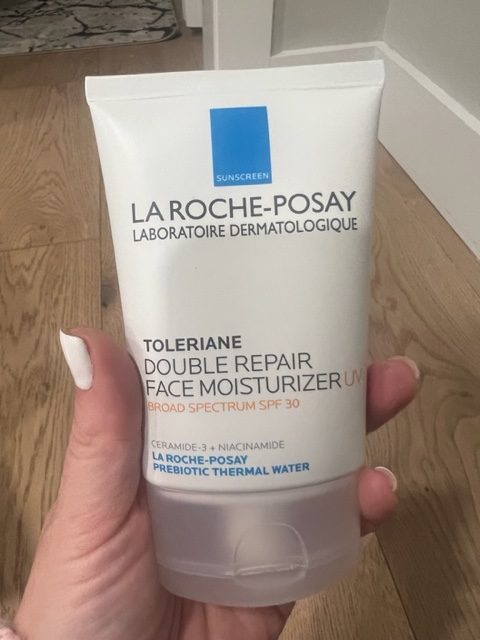 SUNSCREEN
LA ROCHE-POSAY
LABORATOIRE DERMATOLOGIQUE
TOLERIANE
DOUBLE REPAIR
FACE MOISTURIZER UV
BROAD SPECTRUM SPF 30
CERAMIDE-3 + NIACINAMIDE
LA ROCHE-POSAY
PREBIOTIC THERMAL WATER